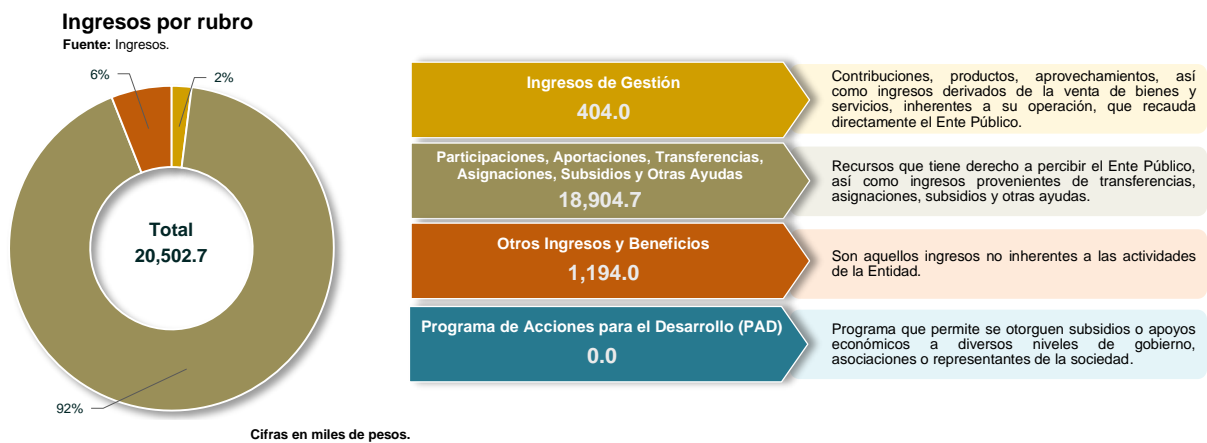 Ingresos por rubro
Fuente: Ingresos.
6%
2%
Total
20,502.7
92%
Ingresos de Gestión
404.0
Contribuciones, productos, aprovechamientos, así
como ingresos derivados de la venta de bienes y
servicios, inherentes a su operación, que recauda
directamente el Ente Público.
Participaciones, Aportaciones, Transferencias,
Asignaciones, Subsidios y Otras Ayudas
18,904.7
Recursos que tiene derecho a percibir el Ente Público,
así como ingresos provenientes de transferencias,
asignaciones, subsidios y otras ayudas.
Otros Ingresos y Beneficios
1,194.0
Son aquellos ingresos no inherentes a las actividades
de la Entidad.
Programa de Acciones para el Desarrollo (PAD)
0.0
Programa que permite se otorguen subsidios o apoyos
económicos a diversos niveles de gobierno,
asociaciones o representantes de la sociedad.
Cifras en miles de pesos.